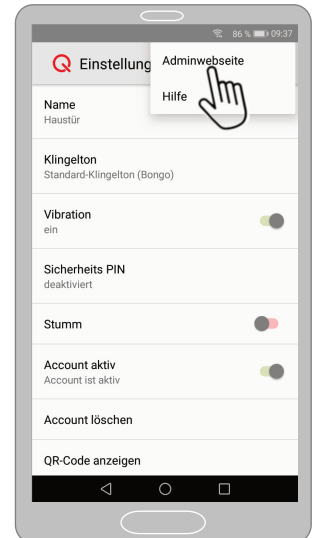 86 % 09:37
Einstellung
Adminwebseite
Hilfe
Name
Haustür
Klingelton
Standard-Klingelton (Bongo)
Vibration
ein
Sicherheits PIN
deaktiviert
Stumm
Account aktiv
Account ist aktiv
Account löschen
QR-Code anzeigen